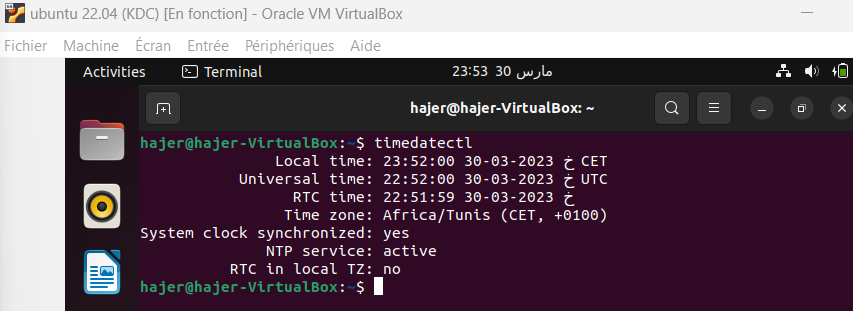 ubuntu 22.04 (KDC) [En fonction] - Oracle VM VirtualBox
Fichier Machine Écran Entrée Périphériques Aide
Activities Terminal 23:53 30 مارس
hajer@hajer-VirtualBox: ~
hajer@hajer-VirtualBox:~$ timedatectl
Local time: 23:52:00 30-03-2023 خ CET
Universal time: 22:52:00 30-03-2023 خ UTC
RTC time: 22:51:59 30-03-2023 خ
Time zone: Africa/Tunis (CET, +0100)
System clock synchronized: yes
NTP service: active
RTC in local TZ: no
hajer@hajer-VirtualBox:~$